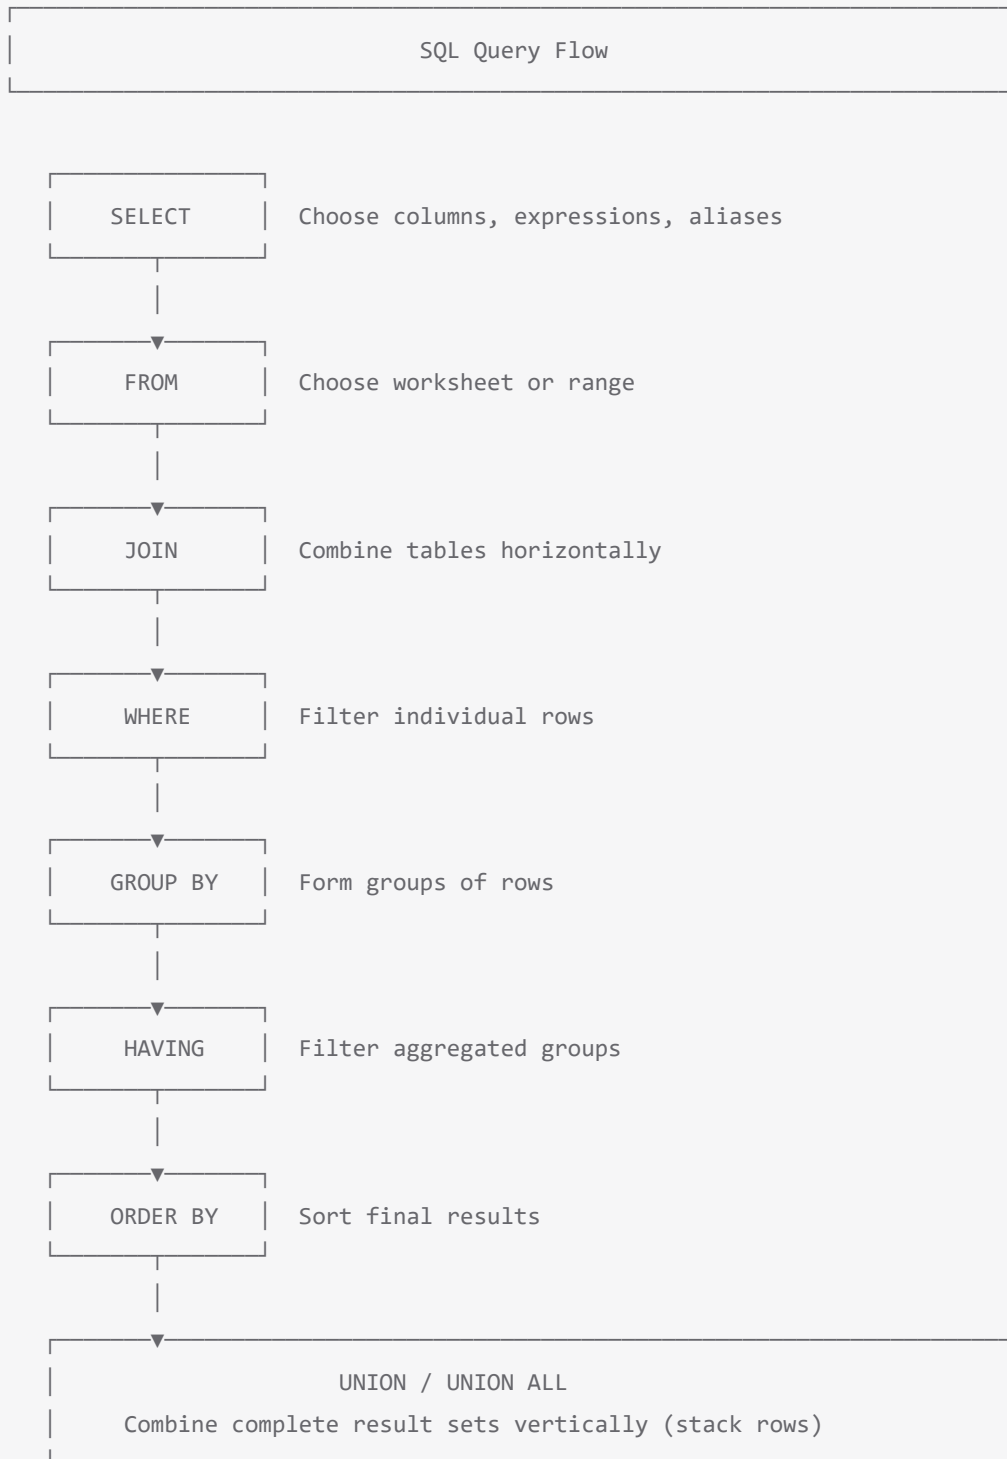 SQL Query Flow
SELECT Choose columns, expressions, aliases
FROM Choose worksheet or range
JOIN Combine tables horizontally
WHERE Filter individual rows
GROUP BY Form groups of rows
HAVING Filter aggregated groups
ORDER BY Sort final results
UNION / UNION ALL
Combine complete result sets vertically (stack rows)